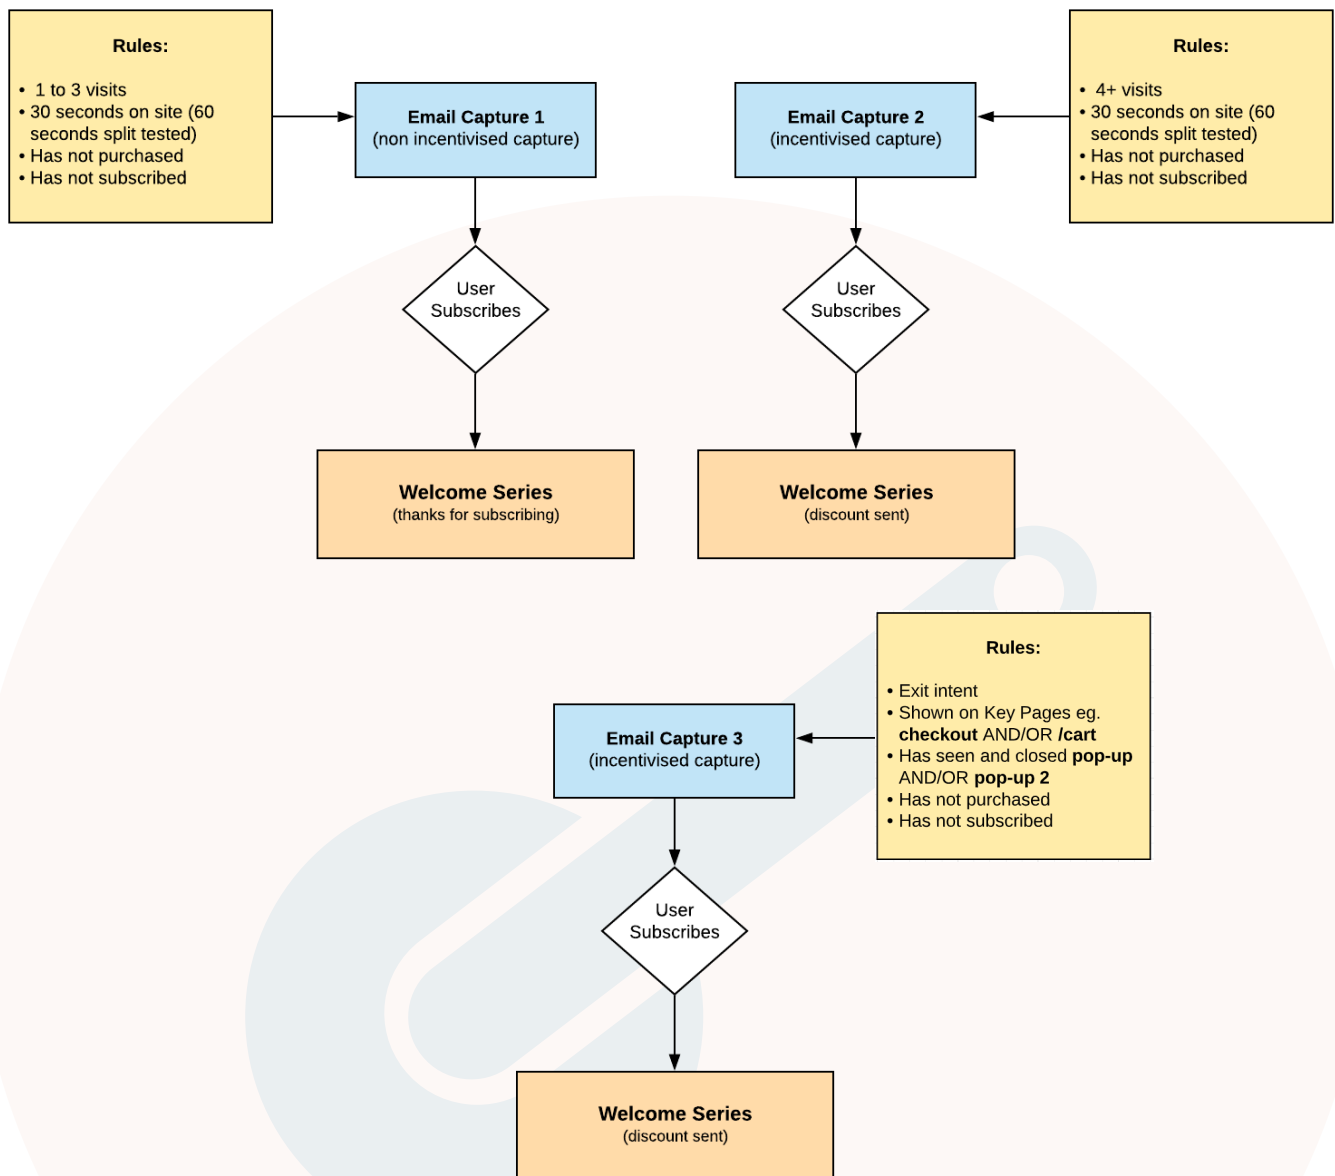 Rules:
• 1 to 3 visits
• 30 seconds on site (60
seconds split tested)
• Has not purchased
• Has not subscribed
Email Capture 1
(non incentivised capture)
User
Subscribes
Welcome Series
(thanks for subscribing)
Email Capture 2
(incentivised capture)
Rules:
• 4+ visits
• 30 seconds on site (60
seconds split tested)
• Has not purchased
• Has not subscribed
User
Subscribes
Welcome Series
(discount sent)
Email Capture 3
(incentivised capture)
Rules:
• Exit intent
• Shown on Key Pages eg.
checkout AND/OR /cart
• Has seen and closed pop-up
AND/OR pop-up 2
• Has not purchased
• Has not subscribed
User
Subscribes
Welcome Series
(discount sent)